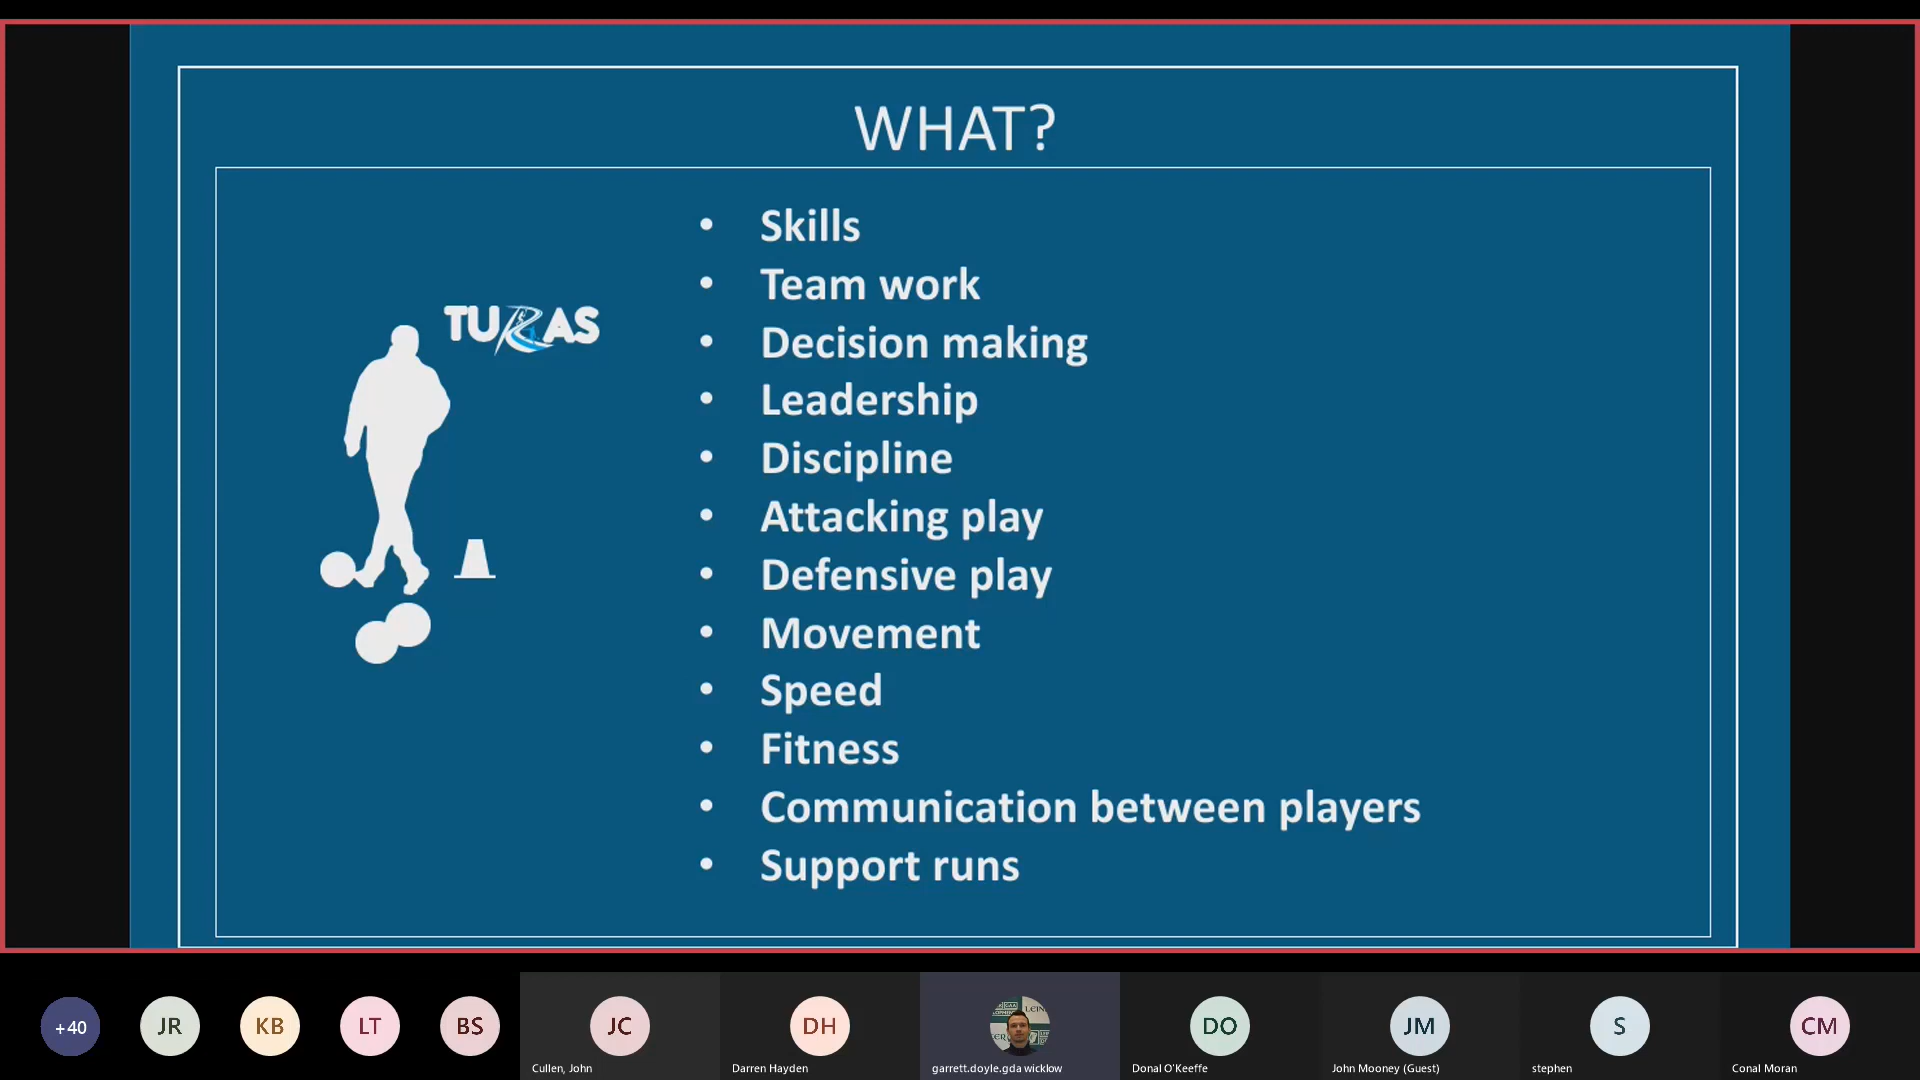 WHAT?
TURAS
• Skills
• Team work
• Decision making
• Leadership
• Discipline
• Attacking play
• Defensive play
• Movement
• Speed
• Fitness
• Communication between players
• Support runs
+40
JR
KB
LT
BS
JC
DH
DO
JM
S
CM
Cullen, John
Darren Hayden
garrett.doyle.gda wicklow
Donal O'Keeffe
John Mooney (Guest)
stephen
Conal Moran